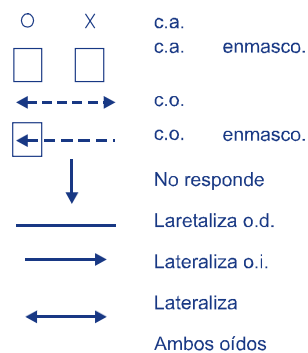 O X c.a.
c.a. enmasco.
c.o.
c.o. enmasco.
No responde
Laretaliza o.d.
Lateraliza o.i.
Lateraliza
Ambos oídos